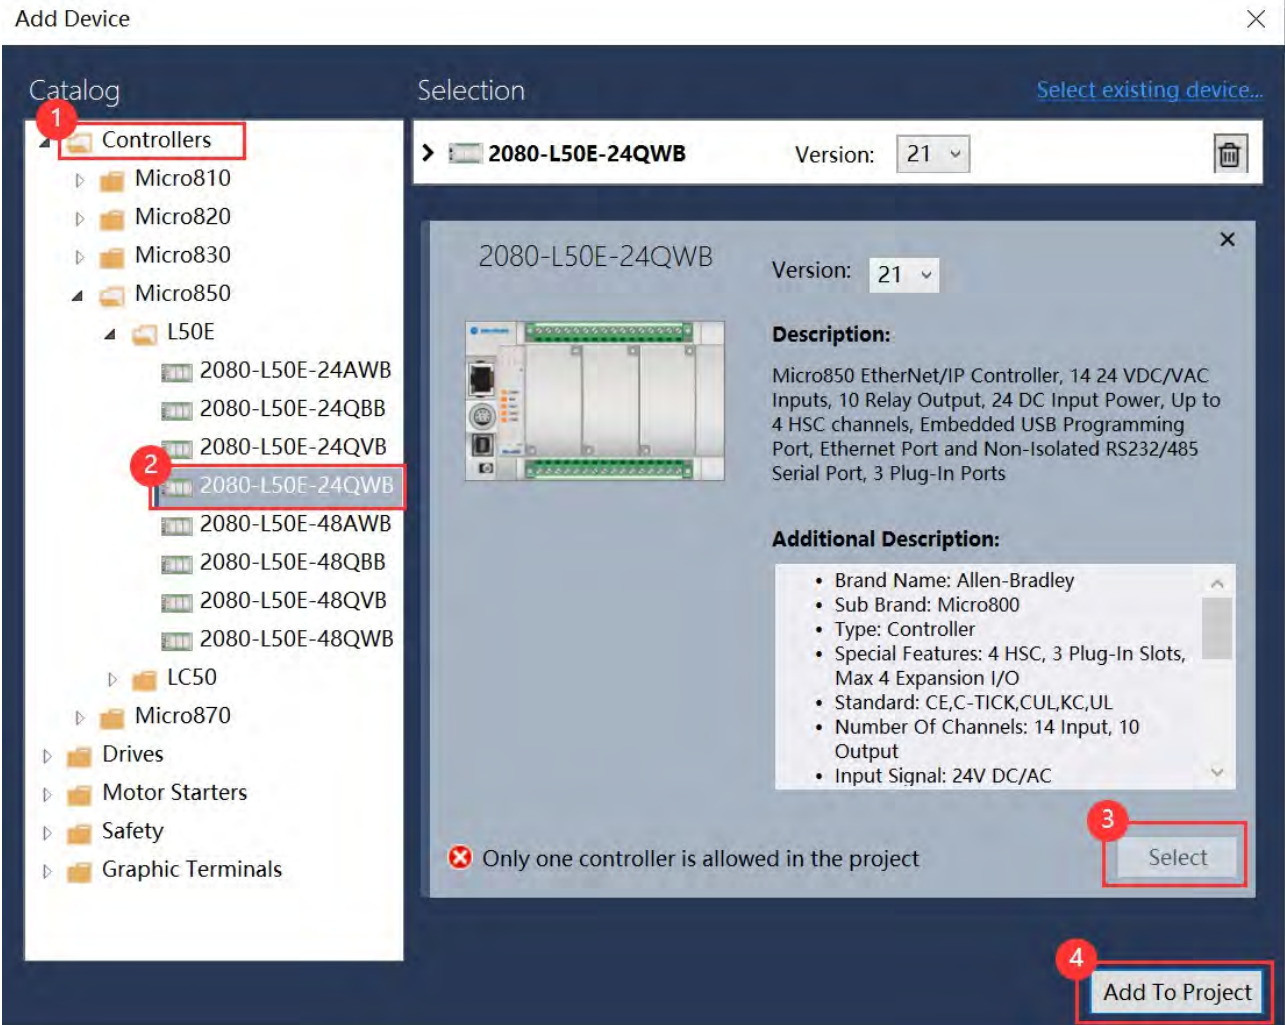 Add Device
Catalog
1
Controllers
Micro810
Micro820
Micro830
Micro850
L50E
2080-L50E-24AWB
2080-L50E-24QBB
2080-L50E-24QVB
2
2080-L50E-24QWB
2080-L50E-48AWB
2080-L50E-48QBB
2080-L50E-48QVB
2080-L50E-48QWB
LC50
Micro870
Drives
Motor Starters
Safety
Graphic Terminals
Selection
Select existing device...
2080-L50E-24QWB Version: 21
2080-L50E-24QWB
Version: 21
Description:
Micro850 EtherNet/IP Controller, 14 24 VDC/VAC
Inputs, 10 Relay Output, 24 DC Input Power, Up to
4 HSC channels, Embedded USB Programming
Port, Ethernet Port and Non-Isolated RS232/485
Serial Port, 3 Plug-In Ports
Additional Description:
• Brand Name: Allen-Bradley
• Sub Brand: Micro800
• Type: Controller
• Special Features: 4 HSC, 3 Plug-In Slots,
Max 4 Expansion I/O
• Standard: CE,C-TICK,CUL,KC,UL
• Number Of Channels: 14 Input, 10
Output
• Input Signal: 24V DC/AC
Only one controller is allowed in the project
3
Select
4
Add To Project